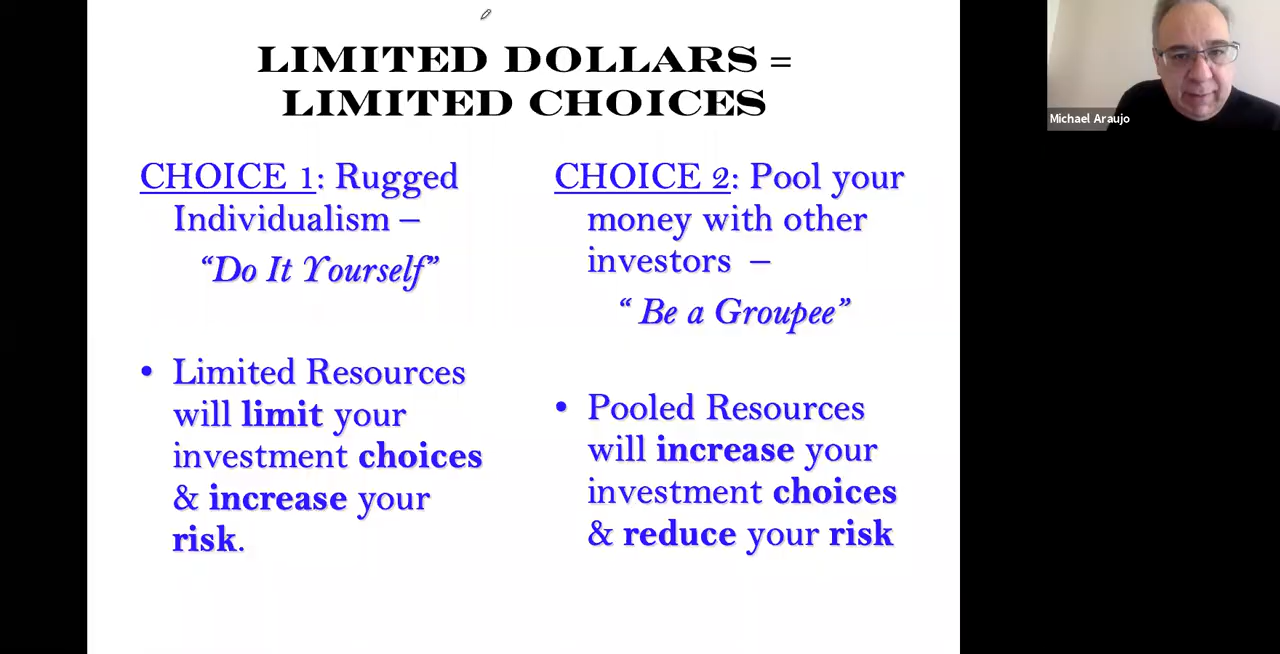 LIMITED DOLLARS =
LIMITED CHOICES
CHOICE 1: Rugged
Individualism –
“Do It Yourself”
• Limited Resources
will limit your
investment choices
& increase your
risk.
CHOICE 2: Pool your
money with other
investors –
“ Be a Groupee”
• Pooled Resources
will increase your
investment choices
& reduce your risk
Michael Araujo